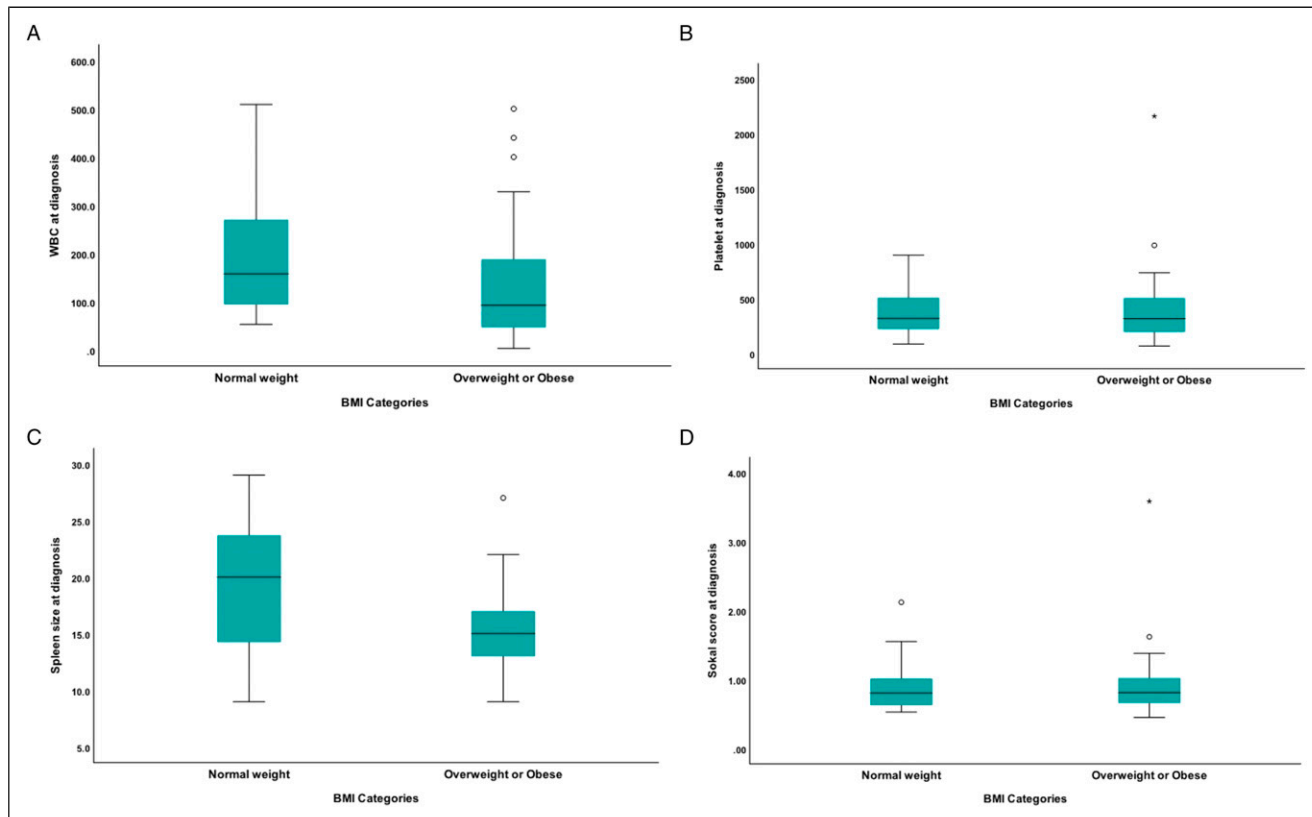 A
600.0
500.0
400.0
300.0
200.0
100.0
.0
WBC at diagnosis
Normal weight
Overweight or Obese
BMI Categories
B
2500
2000
1500
1000
500
0
Platelet at diagnosis
Normal weight
Overweight or Obese
BMI Categories
C
30.0
25.0
20.0
15.0
10.0
5.0
Spleen size at diagnosis
Normal weight
Overweight or Obese
BMI Categories
D
4.00
3.00
2.00
1.00
.00
Sokal score at diagnosis
Normal weight
Overweight or Obese
BMI Categories